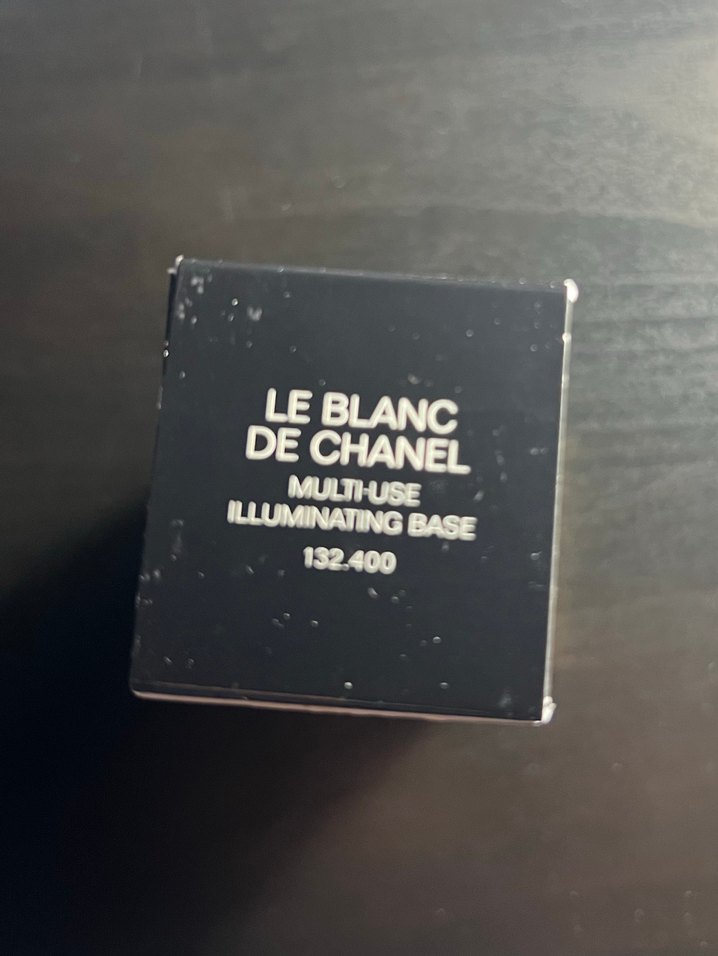 LE BLANC
DE CHANEL
MULTI-USE
ILLUMINATING BASE
132.400